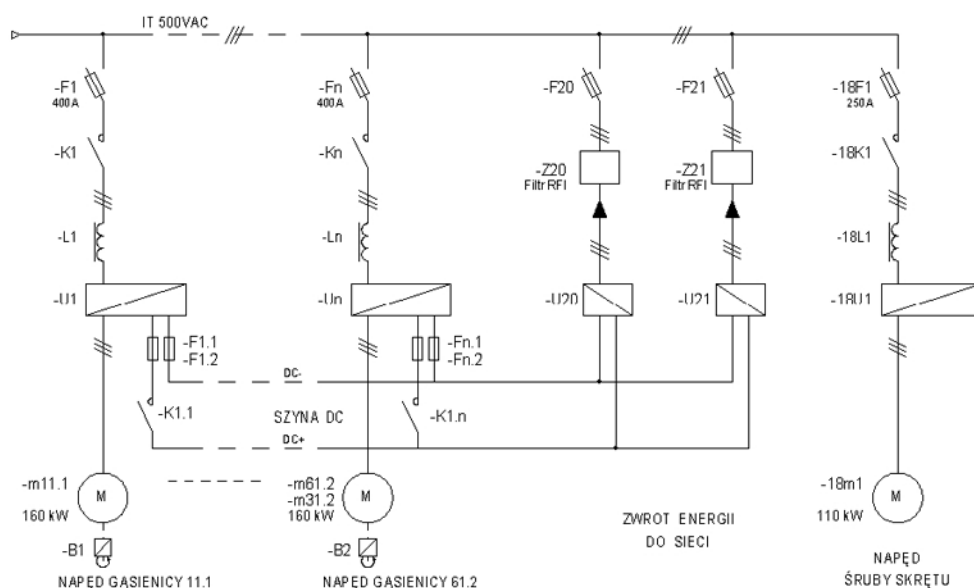 IT 500VAC
-F1
400A
-Fn
400A
-F20
-F21
-18F1
250A
-K1
-Kn
-Z20
Filtr RFI
-Z21
Filtr RFI
-18K1
-L1
-Ln
-18L1
-U1
-Un
-U20
-U21
-18U1
-F1.1
-F1.2
-Fn.1
-Fn.2
DC-
-K1.1
SZYNA DC
-K1.n
DC+
-m11.1
160 kW
M
-m61.2
-m31.2
160 kW
M
ZWROT ENERGII
DO SIECI
-18m1
110 kW
M
-B1
-B2
NAPĘD GASIENICY 11.1
NAPĘD GASIENICY 61.2
NAPĘD
ŚRUBY SKRĘTU